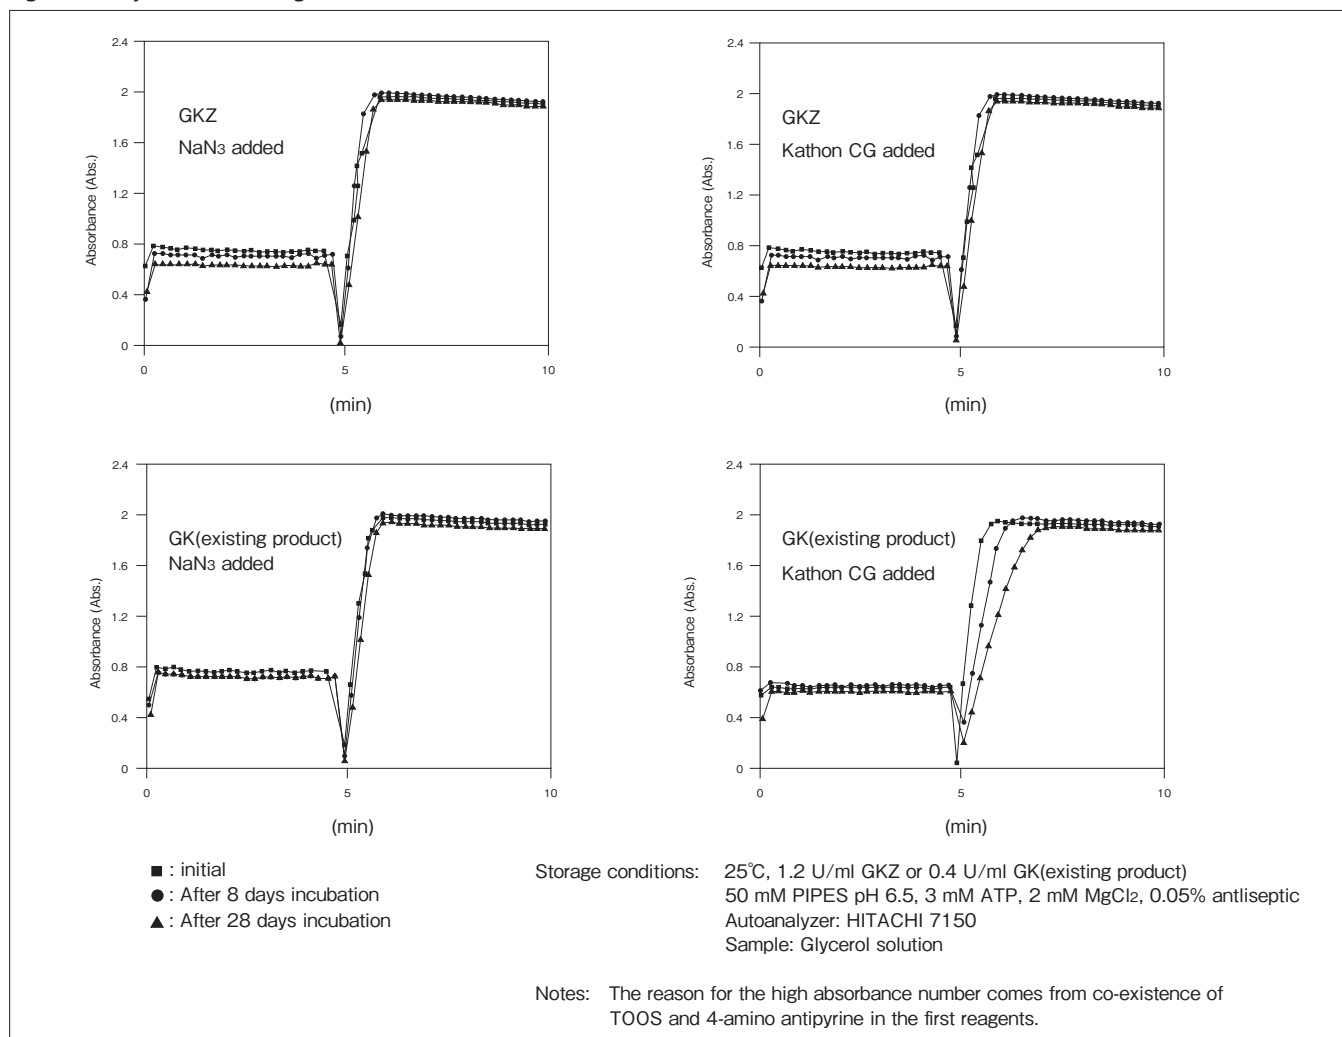 2.4
2
1.6
1.2
0.8
0.4
0
Absorbance (Abs.)
GKZ
NaN3 added
0
5
10
(min)
2.4
2
1.6
1.2
0.8
0.4
0
Absorbance (Abs.)
GKZ
Kathon CG added
0
5
10
(min)
2.4
2
1.6
1.2
0.8
0.4
0
Absorbance (Abs.)
GK(existing product)
NaN3 added
0
5
10
(min)
2.4
2
1.6
1.2
0.8
0.4
0
Absorbance (Abs.)
GK(existing product)
Kathon CG added
0
5
10
(min)
■ : initial
● : After 8 days incubation
▲ : After 28 days incubation
Storage conditions: 25℃, 1.2 U/ml GKZ or 0.4 U/ml GK(existing product)
50 mM PIPES pH 6.5, 3 mM ATP, 2 mM MgCl2, 0.05% antliseptic
Autoanalyzer: HITACHI 7150
Sample: Glycerol solution
Notes: The reason for the high absorbance number comes from co-existence of
TOOS and 4-amino antipyrine in the first reagents.